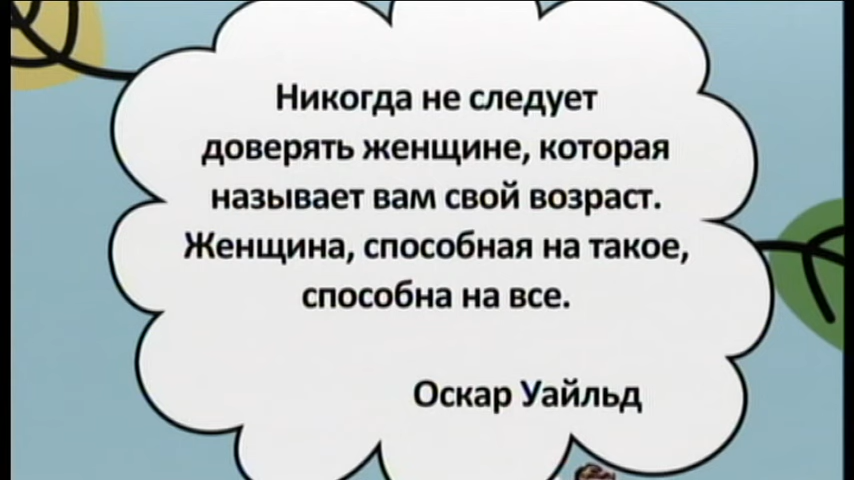 Никогда не следует
доверять женщине, которая
называет вам свой возраст.
Женщина, способная на такое,
способна на все.
Оскар Уайльд